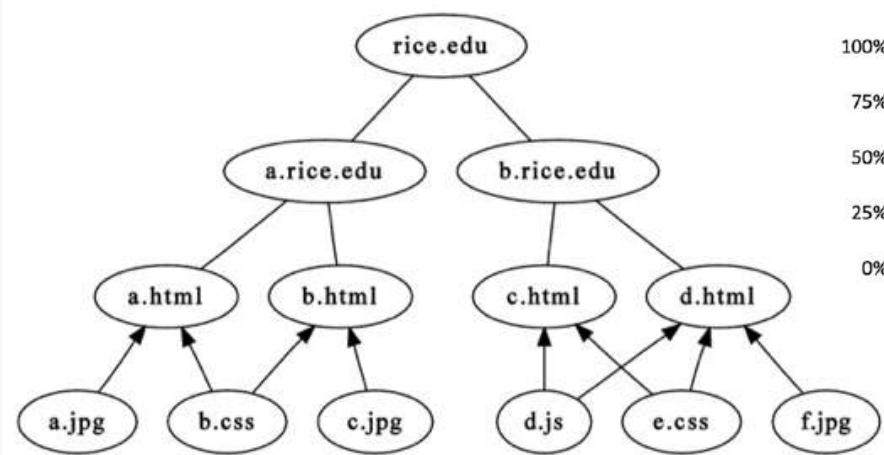 rice.edu
100%
75%
a.rice.edu b.rice.edu
50%
25%
0%
a.html b.html c.html d.html
a.jpg b.css c.jpg d.js e.css f.jpg